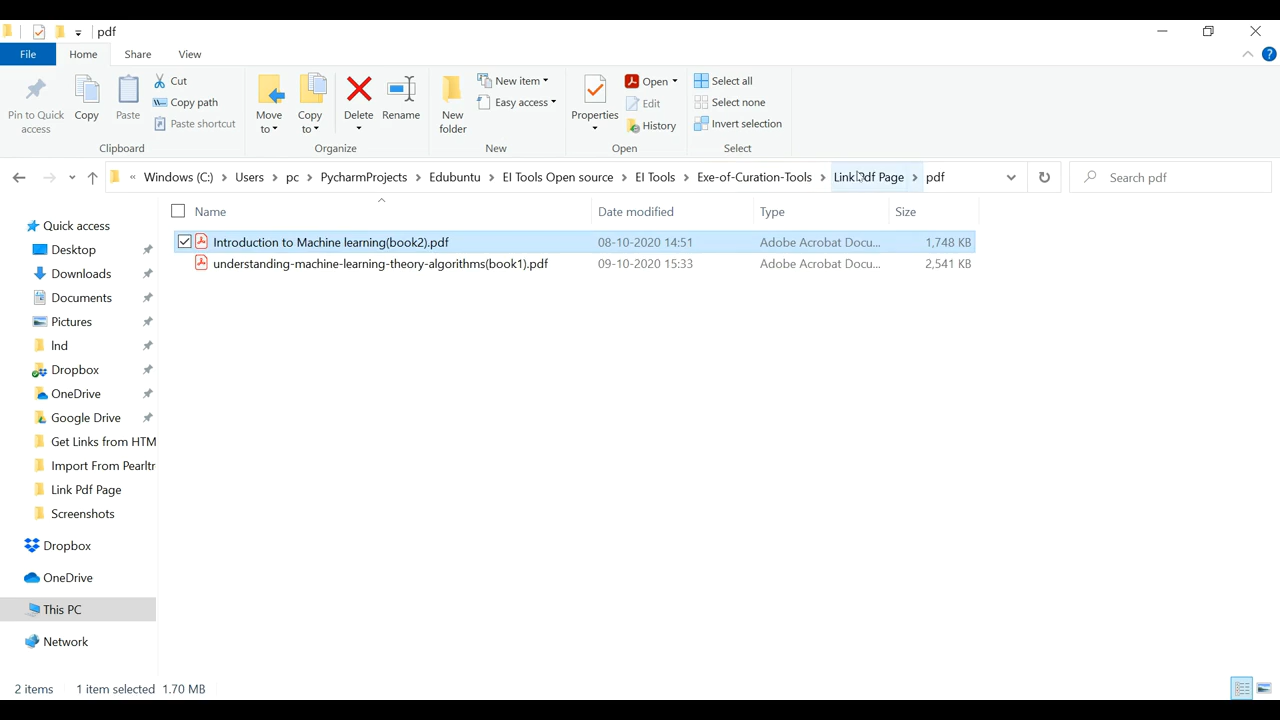 pdf
File Home Share View
Pin to Quick access
Copy
Paste
Cut
Copy path
Paste shortcut
Clipboard
Move to
Copy to
Delete
Rename
Organize
New folder
New item
Easy access
New
Properties
Open
Edit
History
Open
Select all
Select none
Invert selection
Select
« Windows (C:) › Users › pc › PycharmProjects › Edubuntu › EI Tools Open source › EI Tools › Exe-of-Curation-Tools › Link Pdf Page › pdf
Search pdf
Name Date modified Type Size
Introduction to Machine learning(book2).pdf 08-10-2020 14:51 Adobe Acrobat Docu... 1,748 KB
understanding-machine-learning-theory-algorithms(book1).pdf 09-10-2020 15:33 Adobe Acrobat Docu... 2,541 KB
Quick access
Desktop
Downloads
Documents
Pictures
Ind
Dropbox
OneDrive
Google Drive
Get Links from HTM
Import From Pearltr
Link Pdf Page
Screenshots
Dropbox
OneDrive
This PC
Network
2 items 1 item selected 1.70 MB